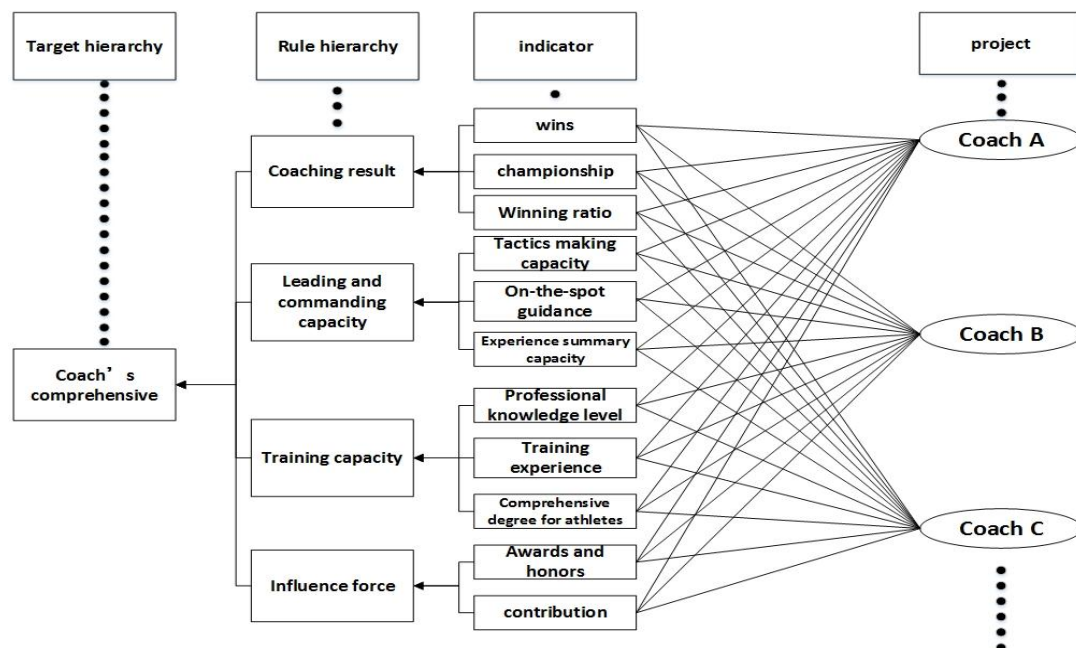 Target hierarchy
Rule hierarchy
indicator
project
wins
Coach A
Coaching result
championship
Winning ratio
Tactics making
capacity
Leading and
commanding
capacity
On-the-spot
guidance
Coach B
Experience summary
capacity
Coach’s
comprehensive
Professional
knowledge level
Training capacity
Training
experience
Comprehensive
degree for athletes
Coach C
Awards and
honors
Influence force
contribution